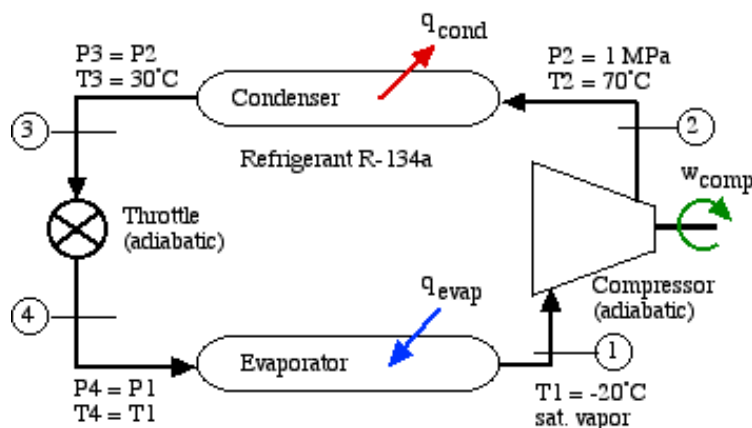 q_cond
P3 = P2
T3 = 30°C
P2 = 1 MPa
T2 = 70°C
Condenser
3
2
Refrigerant R-134a
w_comp
Throttle
(adiabatic)
q_evap
Compressor
(adiabatic)
4
Evaporator
1
P4 = P1
T4 = T1
T1 = -20°C
sat. vapor